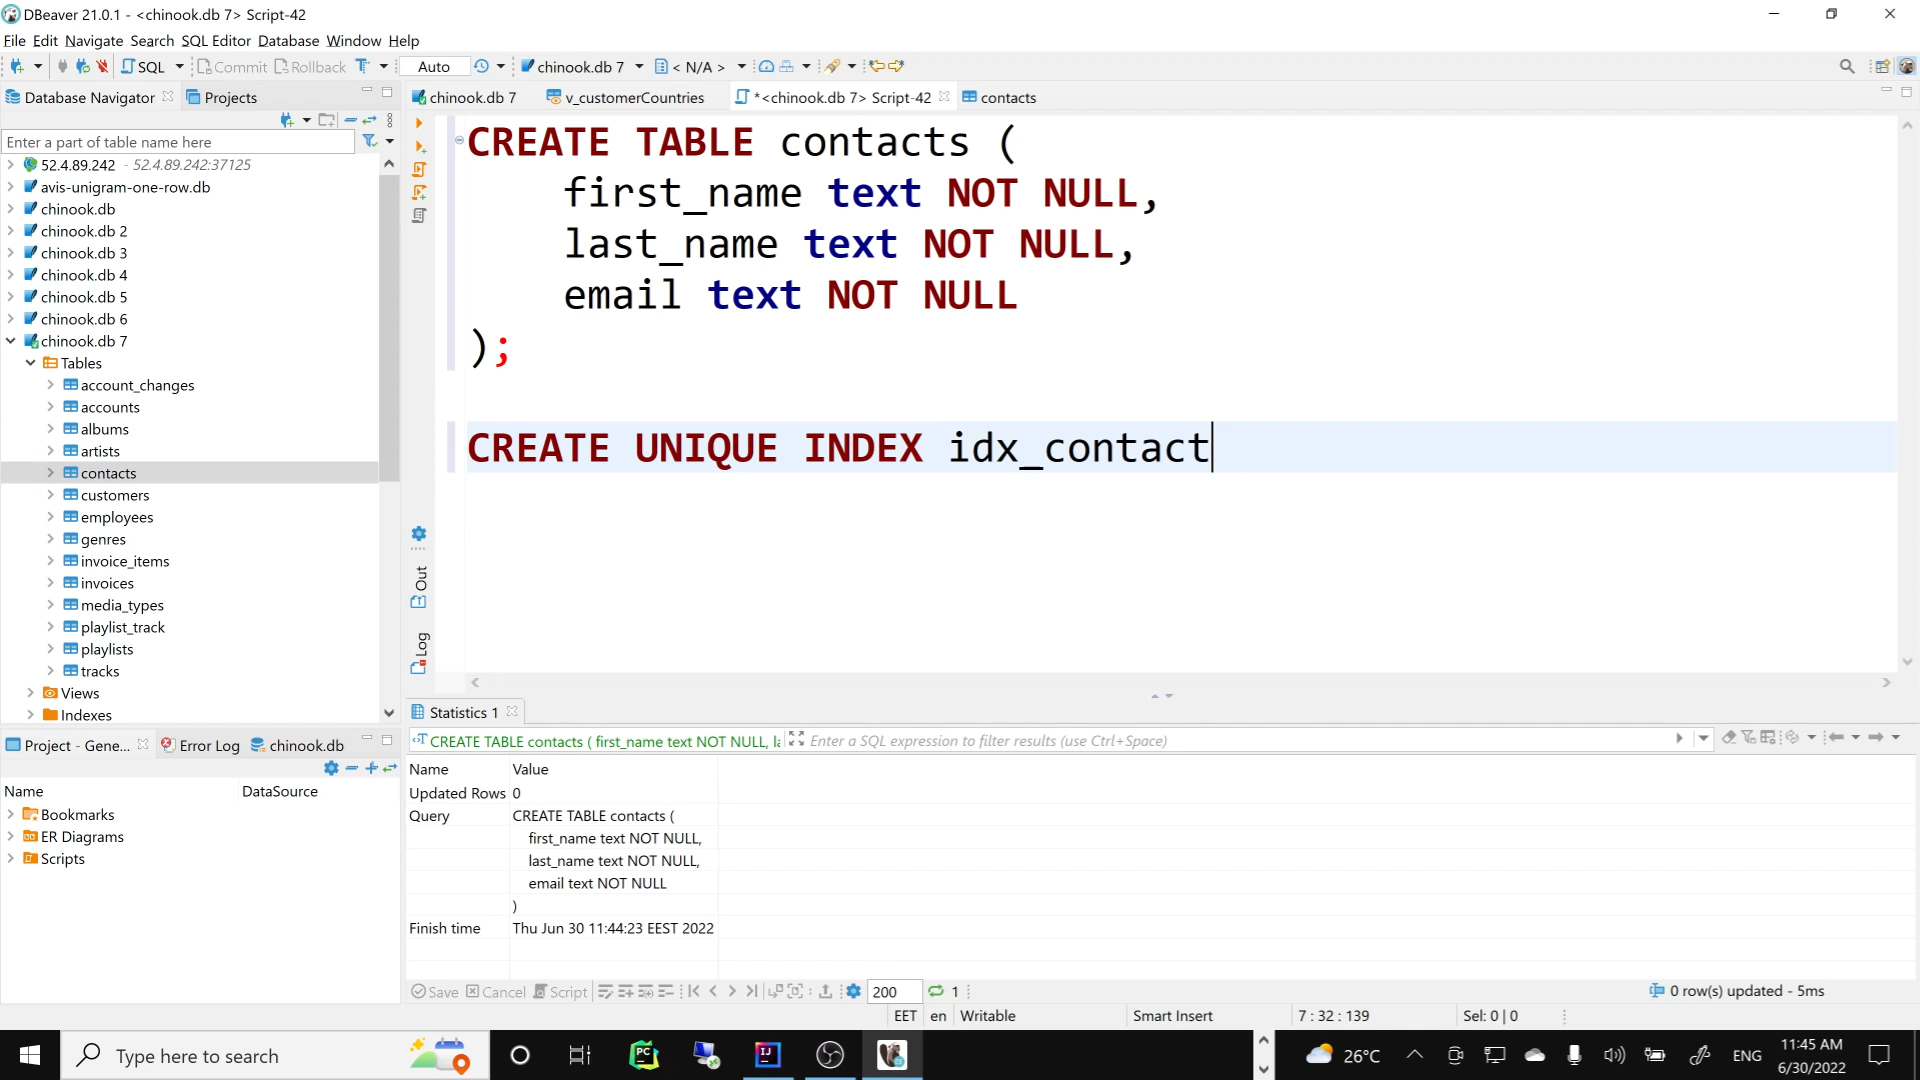 DBeaver 21.0.1 - <chinook.db 7> Script-42
File Edit Navigate Search SQL Editor Database Window Help
SQL Commit Rollback Auto chinook.db 7 < N/A >
Database Navigator Projects
chinook.db 7 v_customerCountries *<chinook.db 7> Script-42 contacts
Enter a part of table name here
52.4.89.242 - 52.4.89.242:37125
avis-unigram-one-row.db
chinook.db
chinook.db 2
chinook.db 3
chinook.db 4
chinook.db 5
chinook.db 6
chinook.db 7
Tables
account_changes
accounts
albums
artists
contacts
customers
employees
genres
invoice_items
invoices
media_types
playlist_track
playlists
tracks
Views
Indexes
CREATE TABLE contacts (
first_name text NOT NULL,
last_name text NOT NULL,
email text NOT NULL
);
CREATE UNIQUE INDEX idx_contact
Out
Log
Project - Gene... Error Log chinook.db
Name DataSource
Bookmarks
ER Diagrams
Scripts
Statistics 1
CREATE TABLE contacts ( first_name text NOT NULL, la Enter a SQL expression to filter results (use Ctrl+Space)
Name Value
Updated Rows 0
Query CREATE TABLE contacts (
first_name text NOT NULL,
last_name text NOT NULL,
email text NOT NULL
)
Finish time Thu Jun 30 11:44:23 EEST 2022
Save Cancel Script 200 1 0 row(s) updated - 5ms
EET en Writable Smart Insert 7 : 32 : 139 Sel: 0 | 0
Type here to search
PC
IJ
26°C
ENG
11:45 AM
6/30/2022